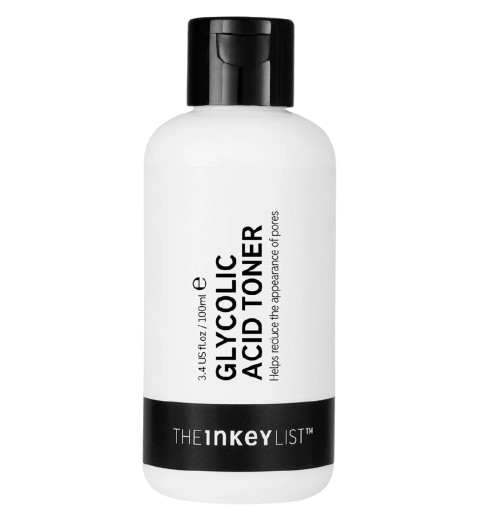 3.4 US fl.oz / 100ml ℮
GLYCOLIC
ACID TONER
Helps reduce the appearance of pores
THE INKEY LIST™